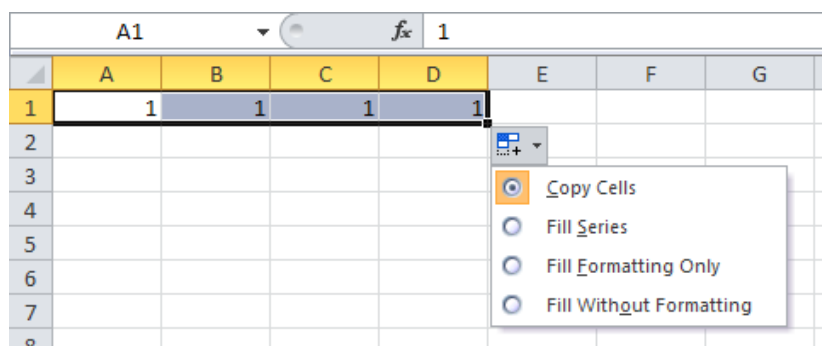 A1 fx 1
A B C D E F G
1 1 1 1 1
2
3 Copy Cells
4 Fill Series
5
6 Fill Formatting Only
7 Fill Without Formatting
8